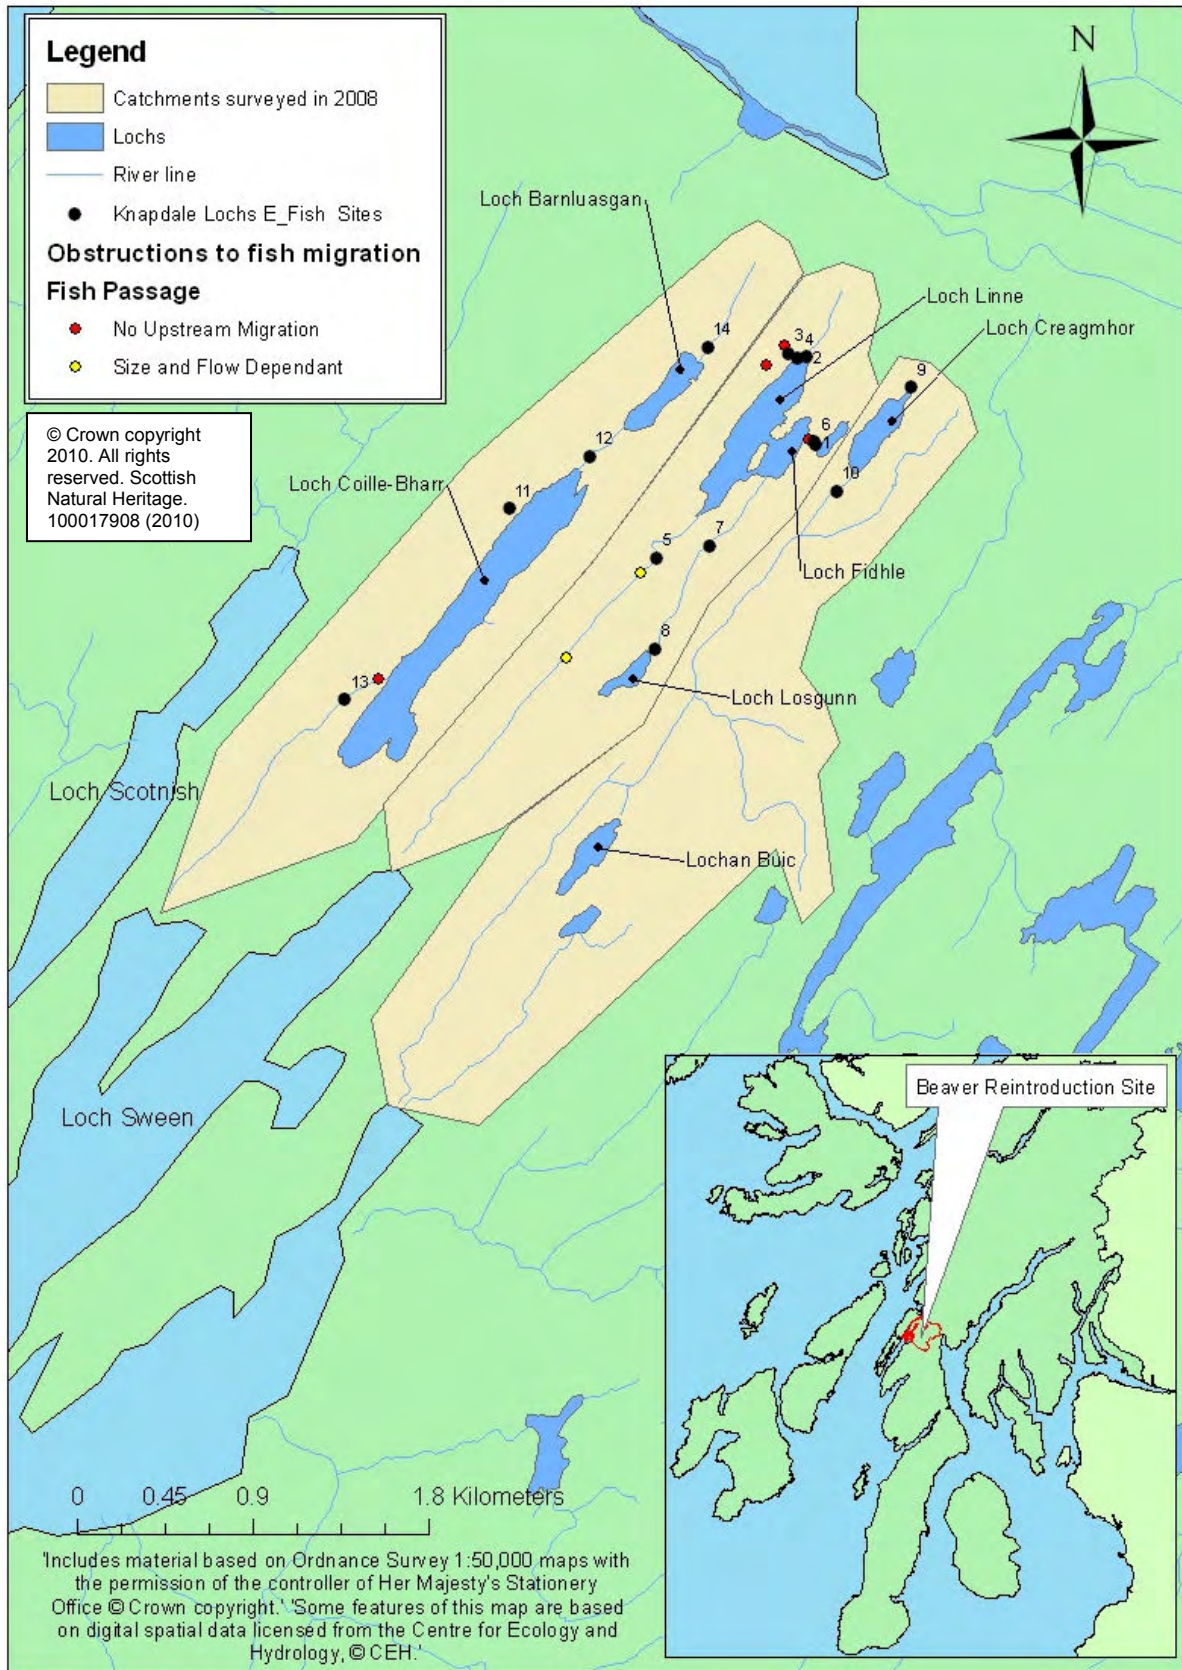 Legend
Catchments surveyed in 2008
Lochs
River line
Knapdale Lochs E_Fish Sites
Obstructions to fish migration
Fish Passage
No Upstream Migration
Size and Flow Dependant
© Crown copyright
2010. All rights
reserved. Scottish
Natural Heritage.
100017908 (2010)
N
Loch Barnluasgan
Loch Linne
Loch Creagmhor
14
3
4
2
9
12
6
1
Loch Coille-Bharr
11
10
5
7
Loch Fidhle
8
13
Loch Losgunn
Loch Scotnish
Lochan Buic
Loch Sween
Beaver Reintroduction Site
0 0.45 0.9 1.8 Kilometers
'Includes material based on Ordnance Survey 1:50,000 maps with
the permission of the controller of Her Majesty's Stationery
Office © Crown copyright.' 'Some features of this map are based
on digital spatial data licensed from the Centre for Ecology and
Hydrology, © CEH.'